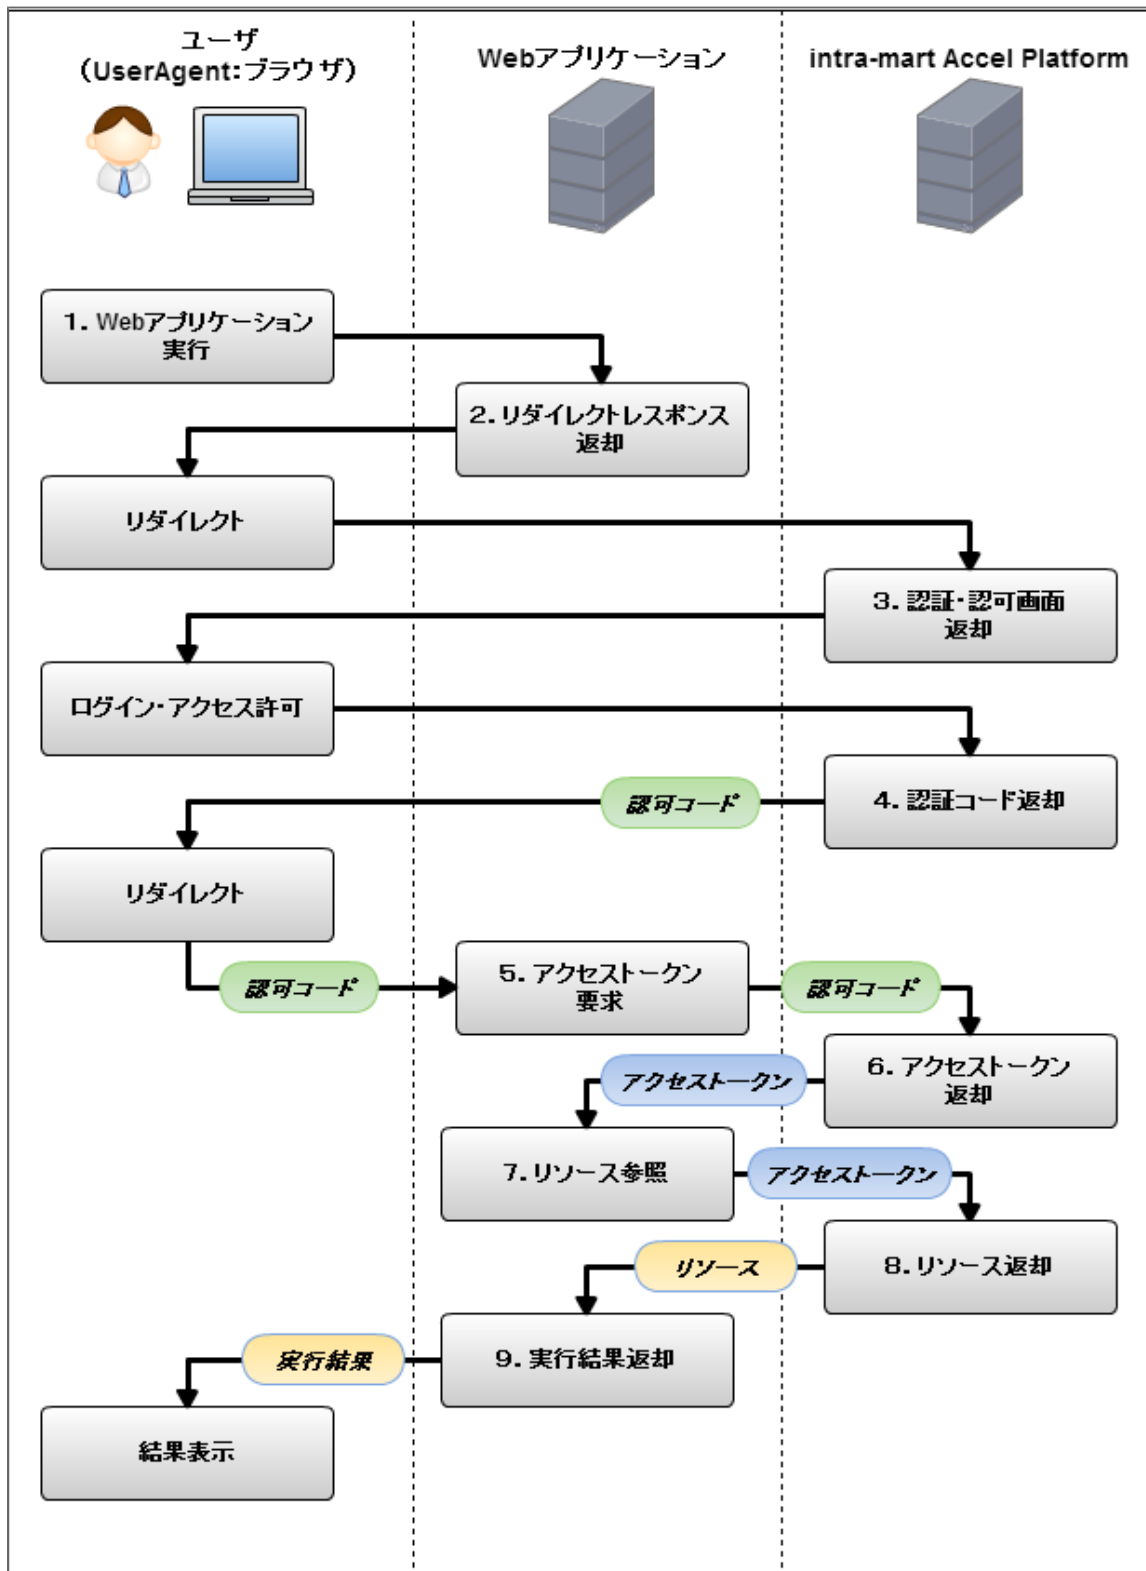 ユーザ
（UserAgent：ブラウザ）
Webアプリケーション
intra-mart Accel Platform
1. Webアプリケーション
実行
2. リダイレクトレスポンス
返却
リダイレクト
3. 認証・認可画面
返却
ログイン・アクセス許可
4. 認証コード返却
認可コード
リダイレクト
認可コード
5. アクセストークン
要求
認可コード
6. アクセストークン
返却
アクセストークン
7. リソース参照
アクセストークン
8. リソース返却
リソース
9. 実行結果返却
実行結果
結果表示